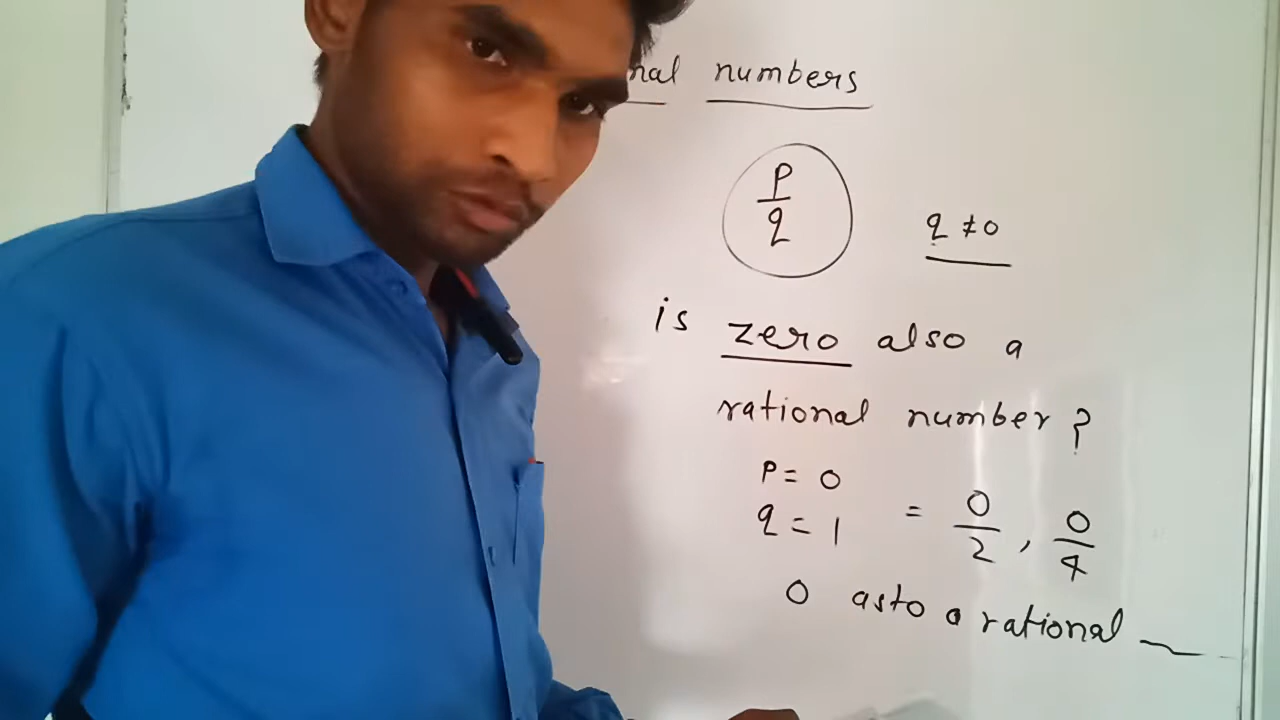 nal numbers
p/q q ≠ 0
is zero also a
rational number?
P = 0
q = 1 = 0/2, 0/4
0 asto a rational